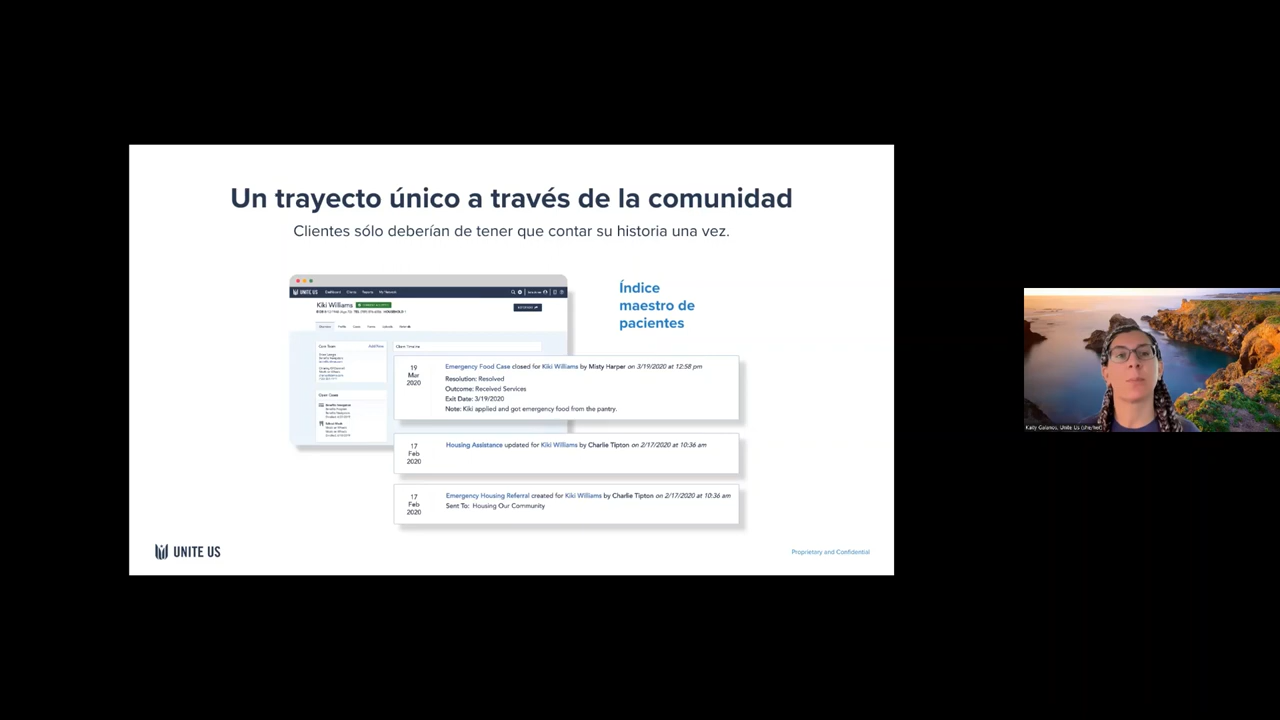 Un trayecto único a través de la comunidad
Clientes sólo deberían de tener que contar su historia una vez.
UNITE US
Kiki Williams
Índice
maestro de
pacientes
19
Mar
2020
Emergency Food Case closed for Kiki Williams by Misty Harper on 3/19/2020 at 12:58 pm
Resolution: Resolved
Outcome: Received Services
Exit Date: 3/19/2020
Note: Kiki applied and got emergency food from the pantry.
17
Feb
2020
Housing Assistance updated for Kiki Williams by Charlie Tipton on 2/17/2020 at 10:36 am
17
Feb
2020
Emergency Housing Referral created for Kiki Williams by Charlie Tipton on 2/17/2020 at 10:36 am
Sent To: Housing Our Community
UNITE US
Proprietary and Confidential
Unite Us (she/her)